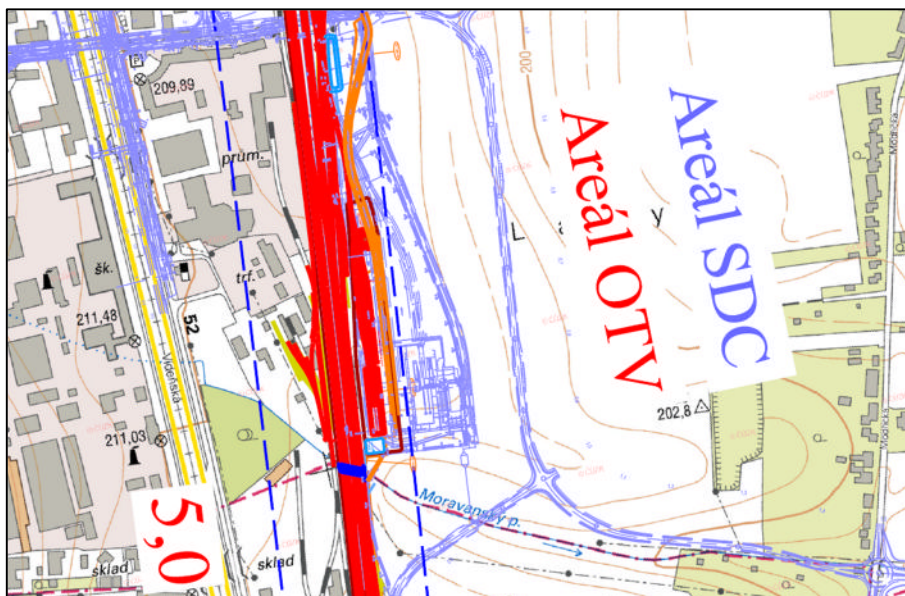 209,89
200
prum.
Areál OTV
Areál SDC
Modřická
L a y
šk.
trf.
52
211,48
Vídeňská
202,8
Modřická
211,03
Moravanský p.
5,0
sklad
sklad